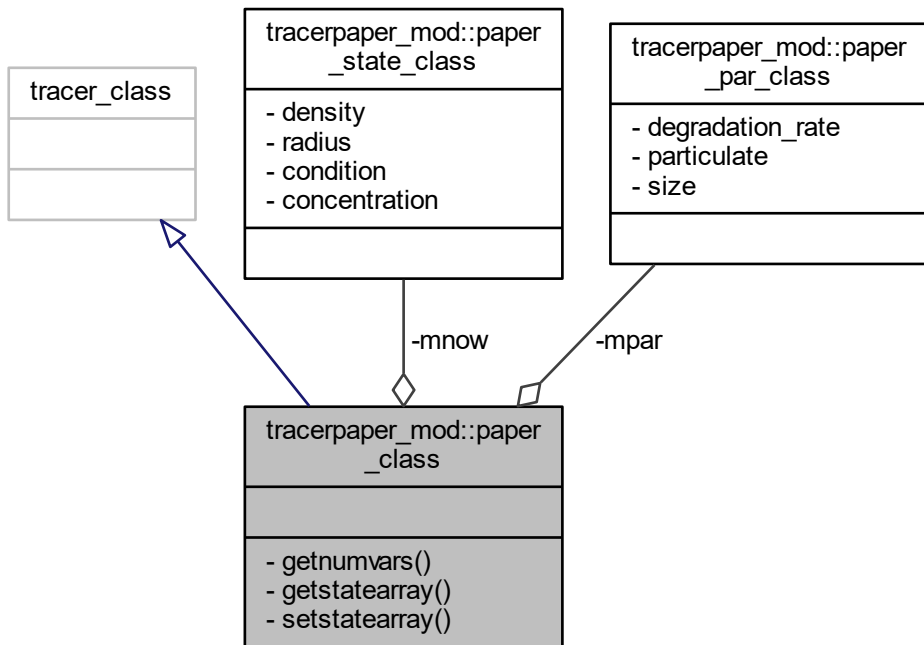 tracer_class
tracerpaper_mod::paper
_state_class
- density
- radius
- condition
- concentration
tracerpaper_mod::paper
_par_class
- degradation_rate
- particulate
- size
-mnow
-mpar
tracerpaper_mod::paper
_class
- getnumvars()
- getstatearray()
- setstatearray()